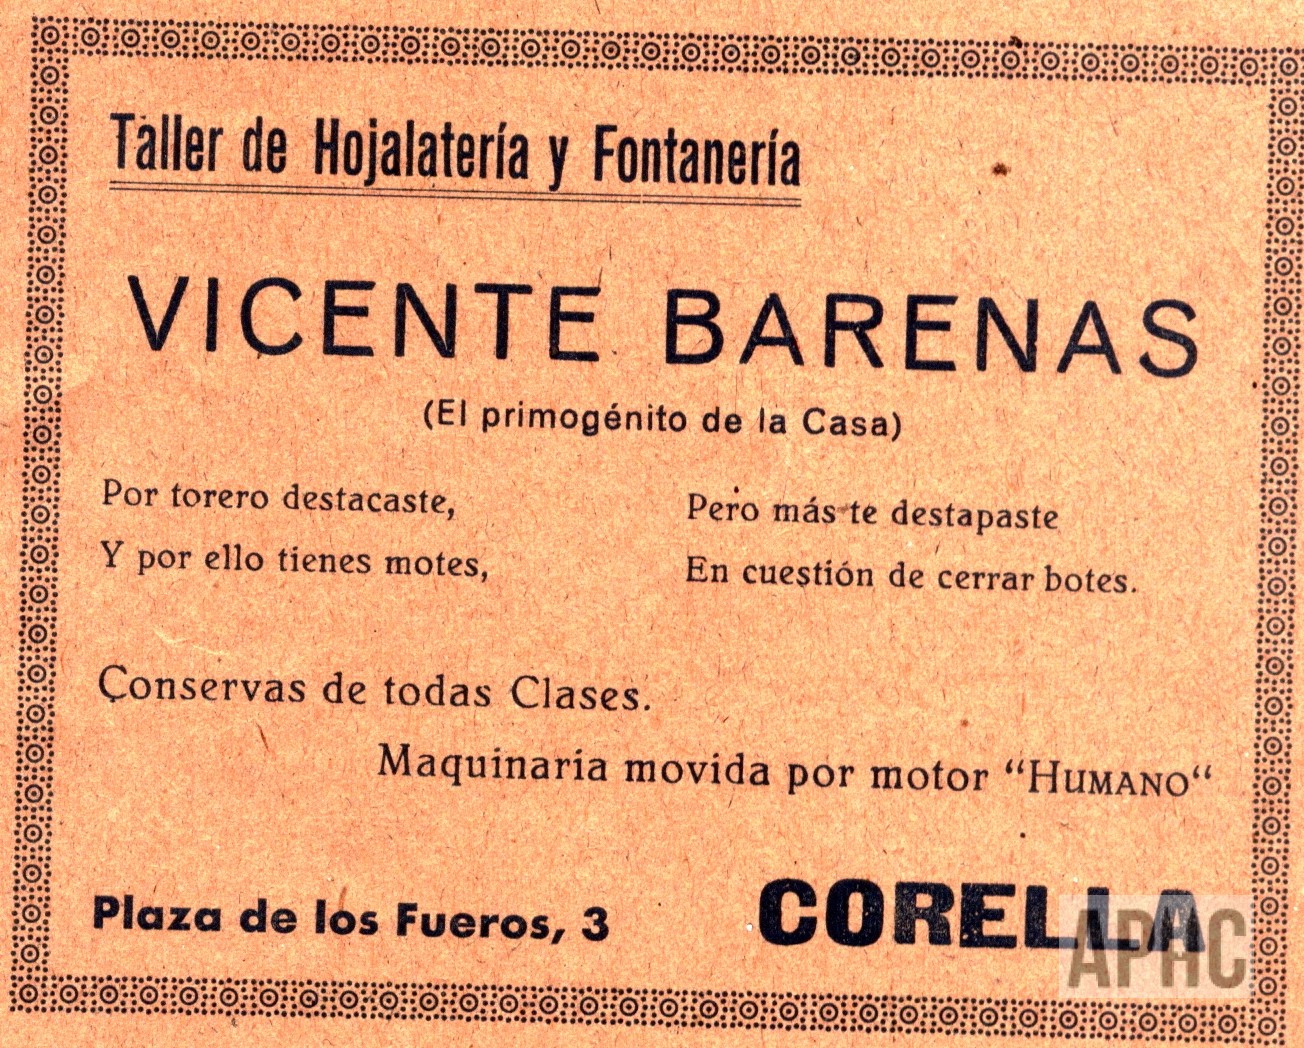 Taller de Hojalatería y Fontanería
VICENTE BARENAS
(El primogénito de la Casa)
Por torero destacaste,
Y por ello tienes motes,
Pero más te destapaste
En cuestión de cerrar botes.
Conservas de todas Clases.
Maquinaria movida por motor “HUMANO“
Plaza de los Fueros, 3
CORELLA
APAC